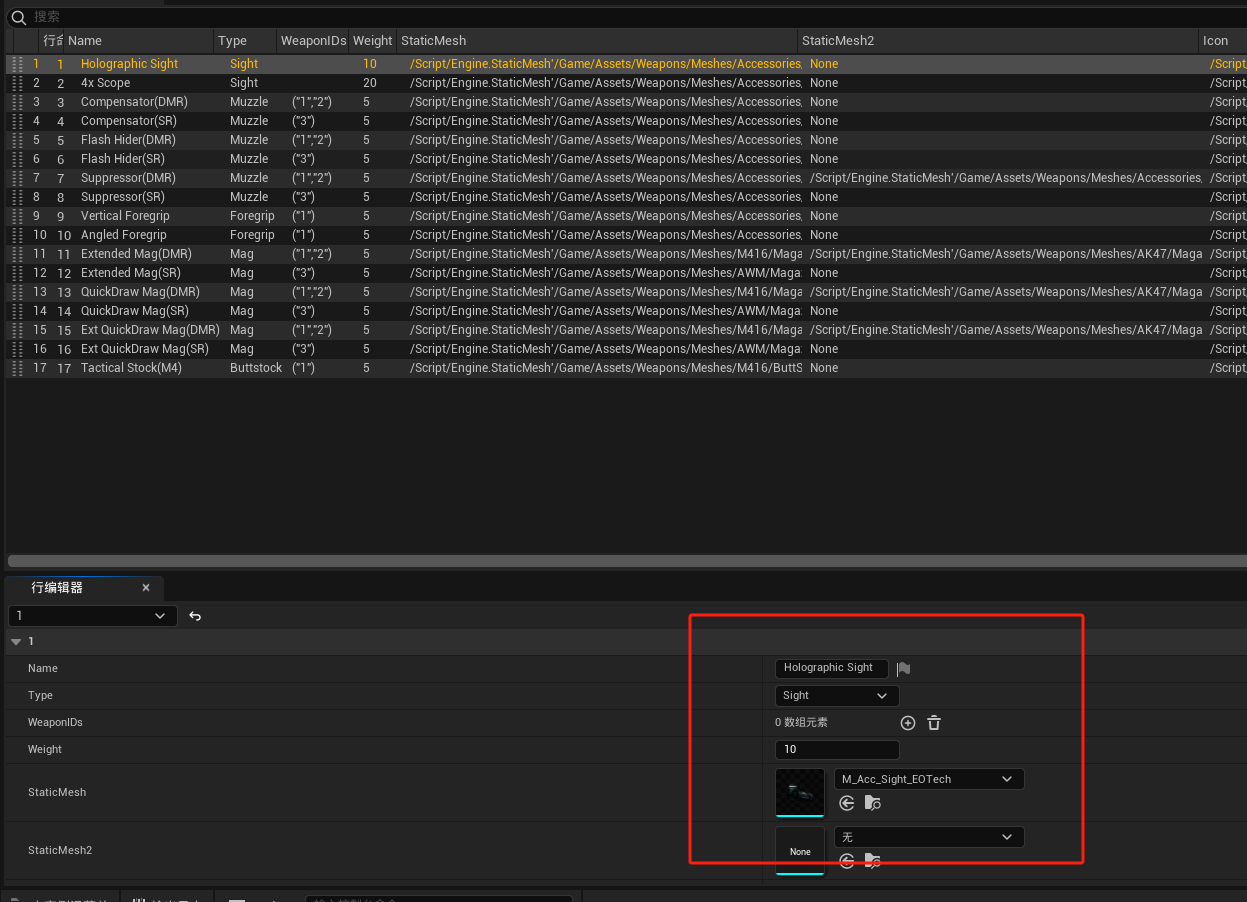 搜索
行命 Name Type WeaponIDs Weight StaticMesh StaticMesh2 Icon
1 1 Holographic Sight Sight 10 /Script/Engine.StaticMesh'/Game/Assets/Weapons/Meshes/Accessories, None /Script,
2 2 4x Scope Sight 20 /Script/Engine.StaticMesh'/Game/Assets/Weapons/Meshes/Accessories, None /Script,
3 3 Compensator(DMR) Muzzle ("1","2") 5 /Script/Engine.StaticMesh'/Game/Assets/Weapons/Meshes/Accessories, None /Script,
4 4 Compensator(SR) Muzzle ("3") 5 /Script/Engine.StaticMesh'/Game/Assets/Weapons/Meshes/Accessories, None /Script,
5 5 Flash Hider(DMR) Muzzle ("1","2") 5 /Script/Engine.StaticMesh'/Game/Assets/Weapons/Meshes/Accessories, None /Script,
6 6 Flash Hider(SR) Muzzle ("3") 5 /Script/Engine.StaticMesh'/Game/Assets/Weapons/Meshes/Accessories, None /Script,
7 7 Suppressor(DMR) Muzzle ("1","2") 5 /Script/Engine.StaticMesh'/Game/Assets/Weapons/Meshes/Accessories, /Script/Engine.StaticMesh'/Game/Assets/Weapons/Meshes/Accessories, /Script,
8 8 Suppressor(SR) Muzzle ("3") 5 /Script/Engine.StaticMesh'/Game/Assets/Weapons/Meshes/Accessories, None /Script,
9 9 Vertical Foregrip Foregrip ("1") 5 /Script/Engine.StaticMesh'/Game/Assets/Weapons/Meshes/Accessories, None /Script,
10 10 Angled Foregrip Foregrip ("1") 5 /Script/Engine.StaticMesh'/Game/Assets/Weapons/Meshes/Accessories, None /Script,
11 11 Extended Mag(DMR) Mag ("1","2") 5 /Script/Engine.StaticMesh'/Game/Assets/Weapons/Meshes/M416/Maga /Script/Engine.StaticMesh'/Game/Assets/Weapons/Meshes/AK47/Maga /Script,
12 12 Extended Mag(SR) Mag ("3") 5 /Script/Engine.StaticMesh'/Game/Assets/Weapons/Meshes/AWM/Maga None /Script,
13 13 QuickDraw Mag(DMR) Mag ("1","2") 5 /Script/Engine.StaticMesh'/Game/Assets/Weapons/Meshes/M416/Maga /Script/Engine.StaticMesh'/Game/Assets/Weapons/Meshes/AK47/Maga /Script,
14 14 QuickDraw Mag(SR) Mag ("3") 5 /Script/Engine.StaticMesh'/Game/Assets/Weapons/Meshes/AWM/Maga None /Script,
15 15 Ext QuickDraw Mag(DMR) Mag ("1","2") 5 /Script/Engine.StaticMesh'/Game/Assets/Weapons/Meshes/M416/Maga /Script/Engine.StaticMesh'/Game/Assets/Weapons/Meshes/AK47/Maga /Script,
16 16 Ext QuickDraw Mag(SR) Mag ("3") 5 /Script/Engine.StaticMesh'/Game/Assets/Weapons/Meshes/AWM/Maga None /Script,
17 17 Tactical Stock(M4) Buttstock ("1") 5 /Script/Engine.StaticMesh'/Game/Assets/Weapons/Meshes/M416/ButtS None /Script,
行编辑器
1
1
Name Holographic Sight
Type Sight
WeaponIDs 0 数组元素
Weight 10
StaticMesh M_Acc_Sight_EOTech
StaticMesh2 None 无